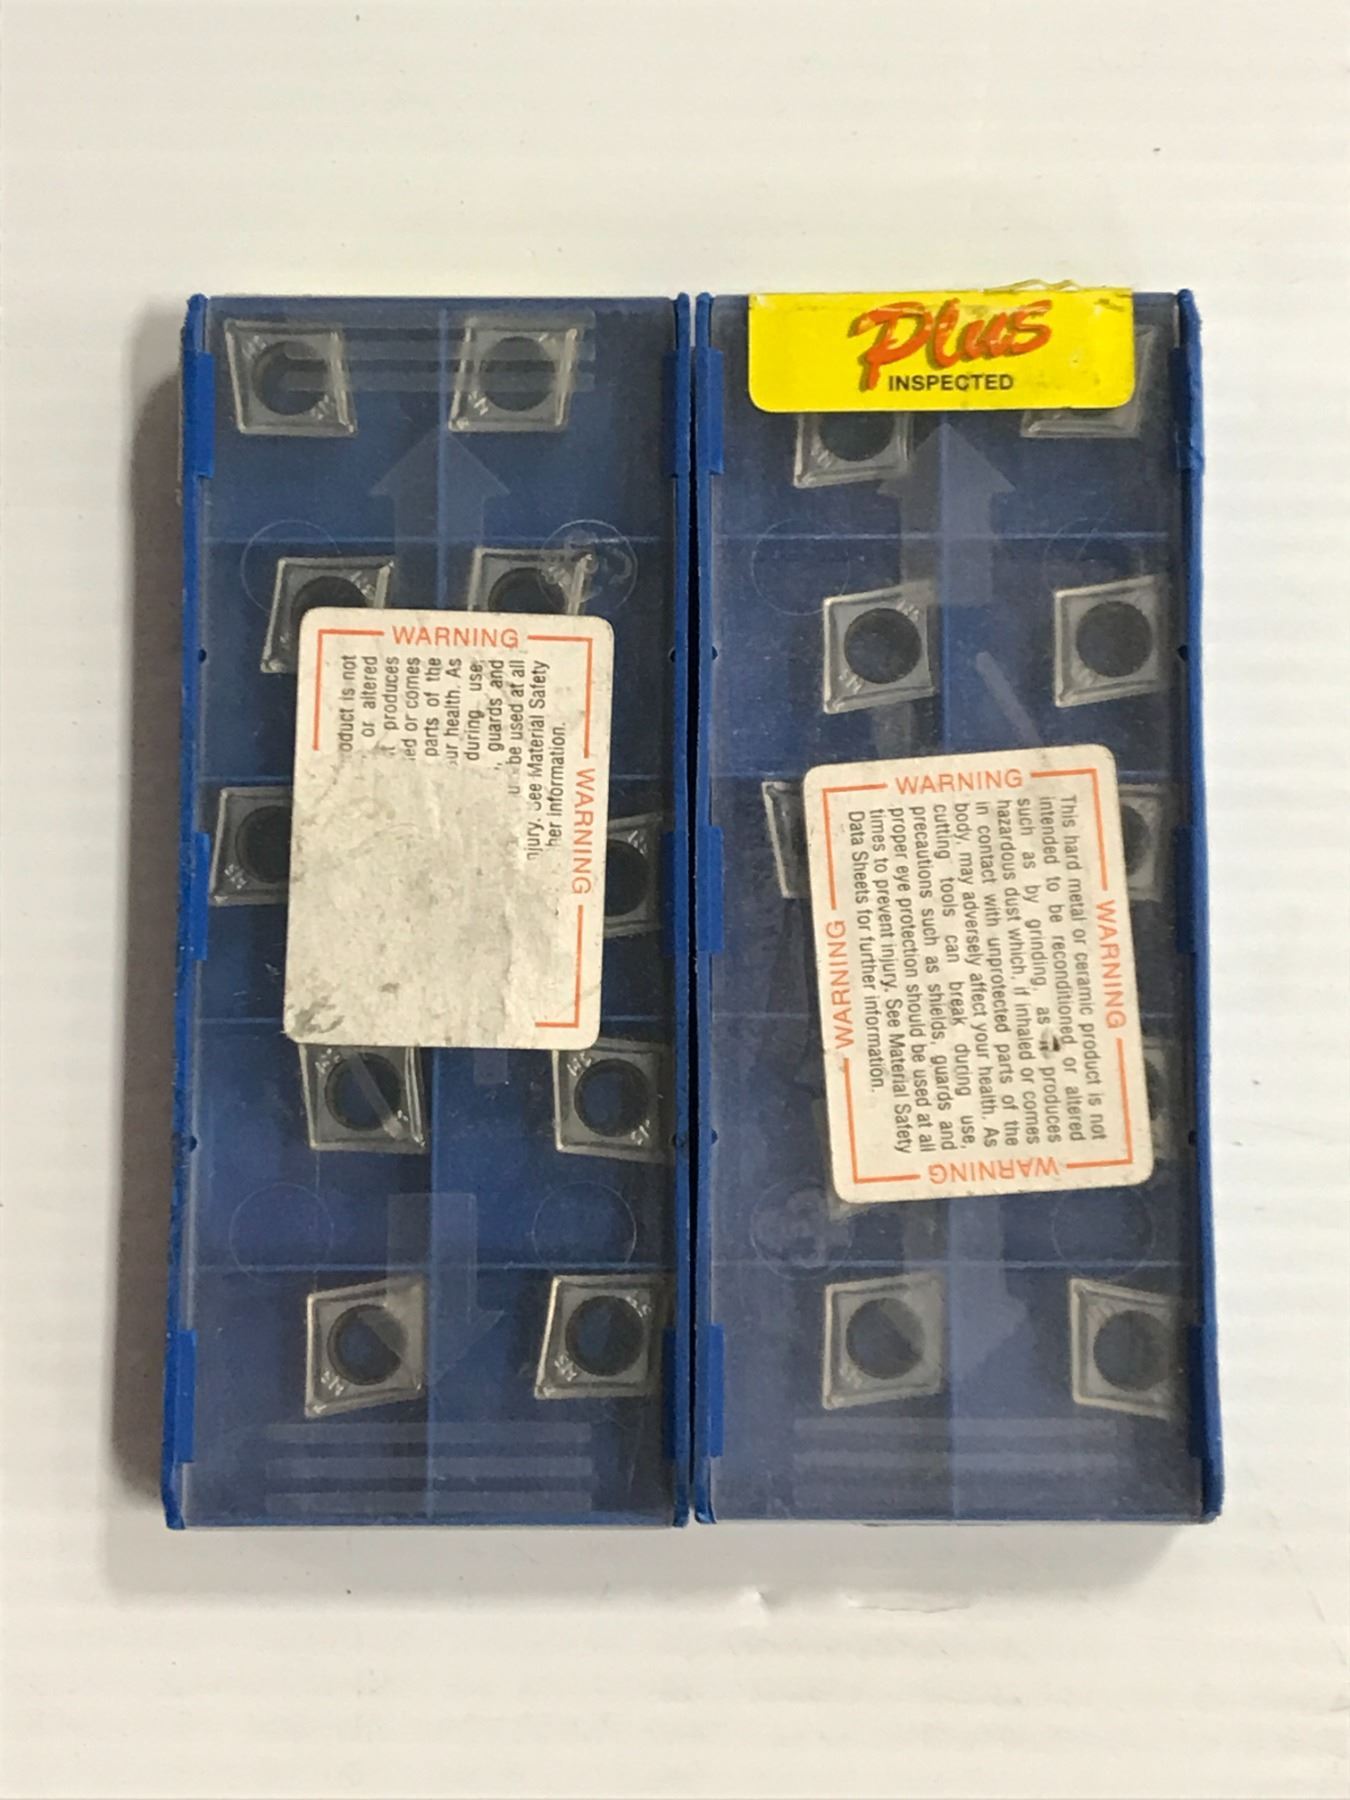 WARNING
oduct is not
or altered
produces
ed or comes
parts of the
ur health. As
during use,
, guards and
be used at all
njury. See Material Safety
her information.
WARNING
Plus
INSPECTED
WARNING
This hard metal or ceramic product is not
intended to be reconditioned or altered
such as by grinding, as it produces
hazardous dust which, if inhaled or comes
in contact with unprotected parts of the
body, may adversely affect your health. As
cutting tools can break during use,
precautions such as shields, guards and
proper eye protection should be used at all
times to prevent injury. See Material Safety
Data Sheets for further information.
WARNING
WARNING
WARNING